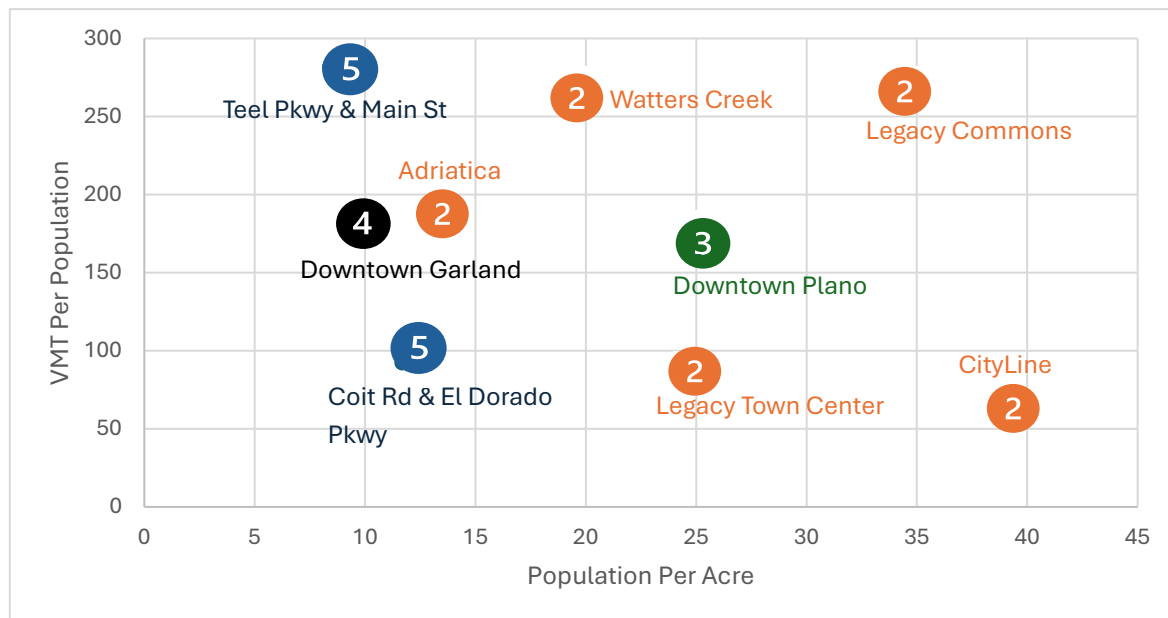 300
250
200
150
100
50
0
VMT Per Population
5
Teel Pkwy & Main St
2 Watters Creek
2
Legacy Commons
Adriatica
2
4
Downtown Garland
3
Downtown Plano
5
Coit Rd & El Dorado
Pkwy
2
Legacy Town Center
CityLine
2
0 5 10 15 20 25 30 35 40 45
Population Per Acre